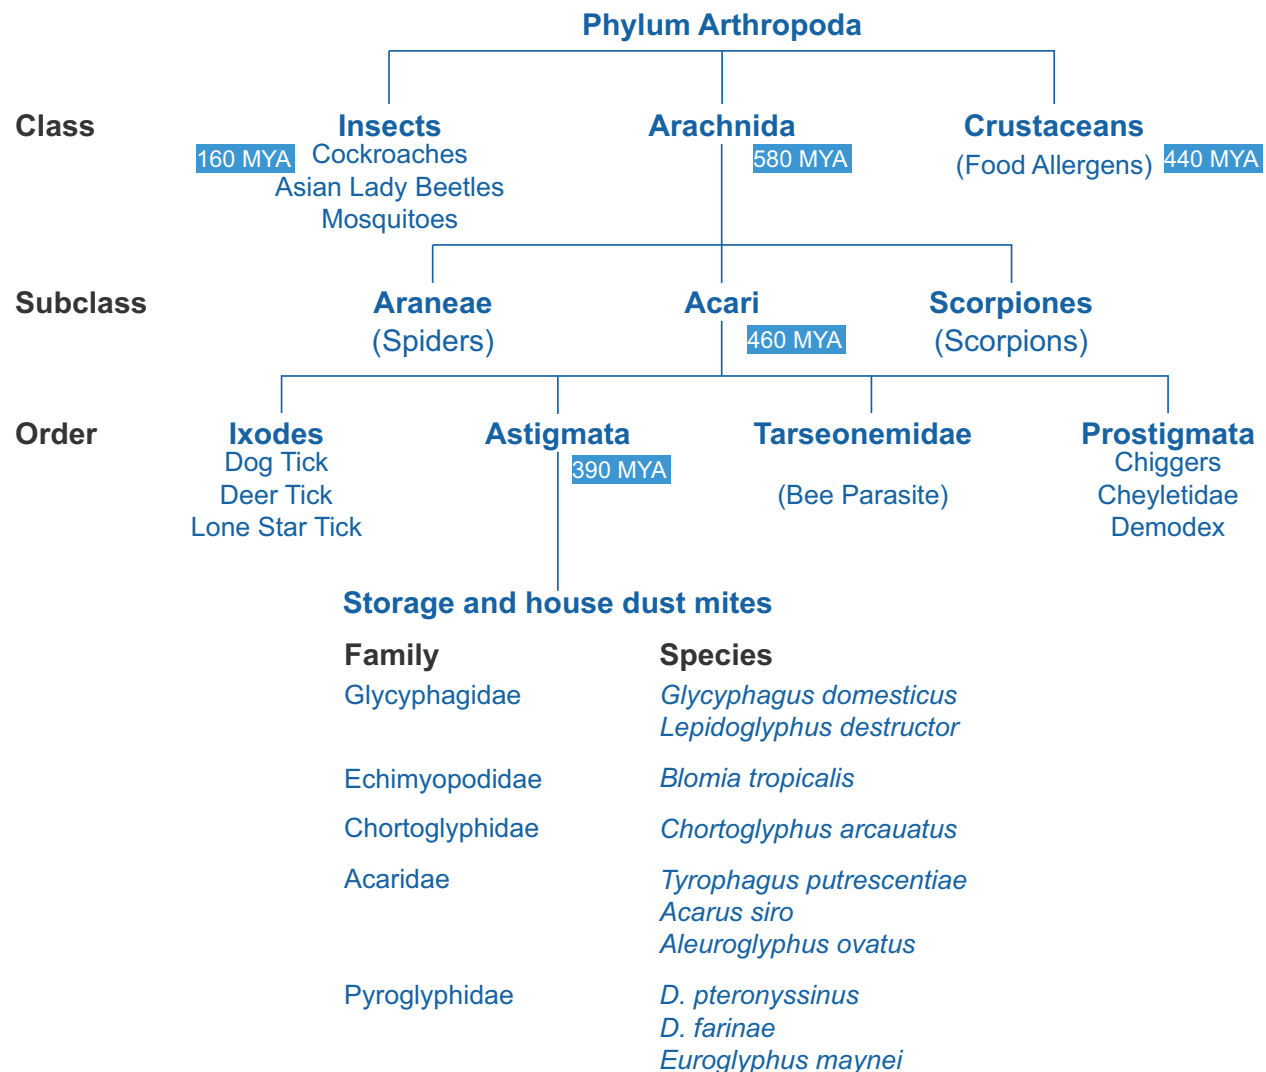 Phylum Arthropoda
Class
Insects
Arachnida
Crustaceans
160 MYA
Cockroaches
580 MYA
(Food Allergens)
440 MYA
Asian Lady Beetles
Mosquitoes
Subclass
Araneae
Acari
Scorpiones
(Spiders)
460 MYA
(Scorpions)
Order
Ixodes
Astigmata
Tarseonemidae
Prostigmata
Dog Tick
390 MYA
Chiggers
Deer Tick
(Bee Parasite)
Cheyletidae
Lone Star Tick
Demodex
Storage and house dust mites
Family
Species
Glycyphagidae
Glycyphagus domesticus
Lepidoglyphus destructor
Echimyopodidae
Blomia tropicalis
Chortoglyphidae
Chortoglyphus arcauatus
Acaridae
Tyrophagus putrescentiae
Acarus siro
Aleuroglyphus ovatus
Pyroglyphidae
D. pteronyssinus
D. farinae
Euroglyphus maynei